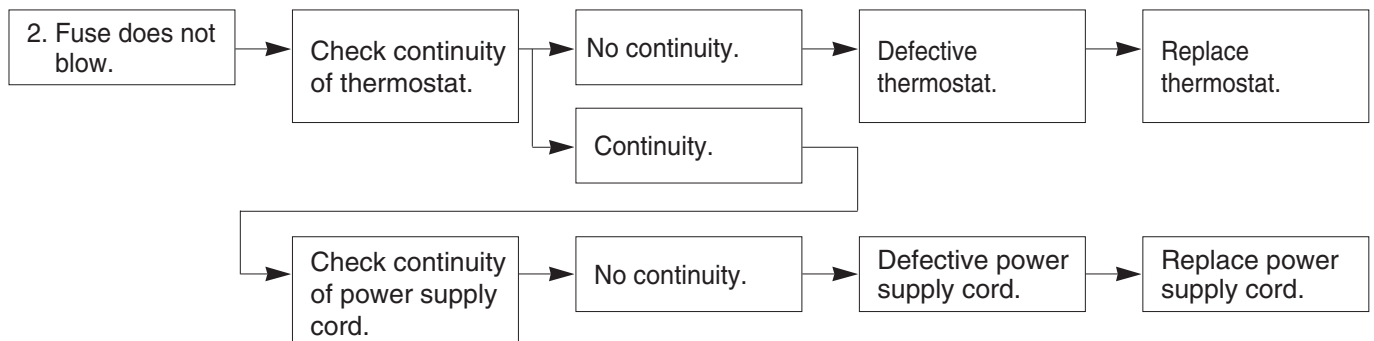 2. Fuse does not
blow.
Check continuity
of thermostat.
No continuity.
Defective
thermostat.
Replace
thermostat.
Continuity.
Check continuity
of power supply
cord.
No continuity.
Defective power
supply cord.
Replace power
supply cord.